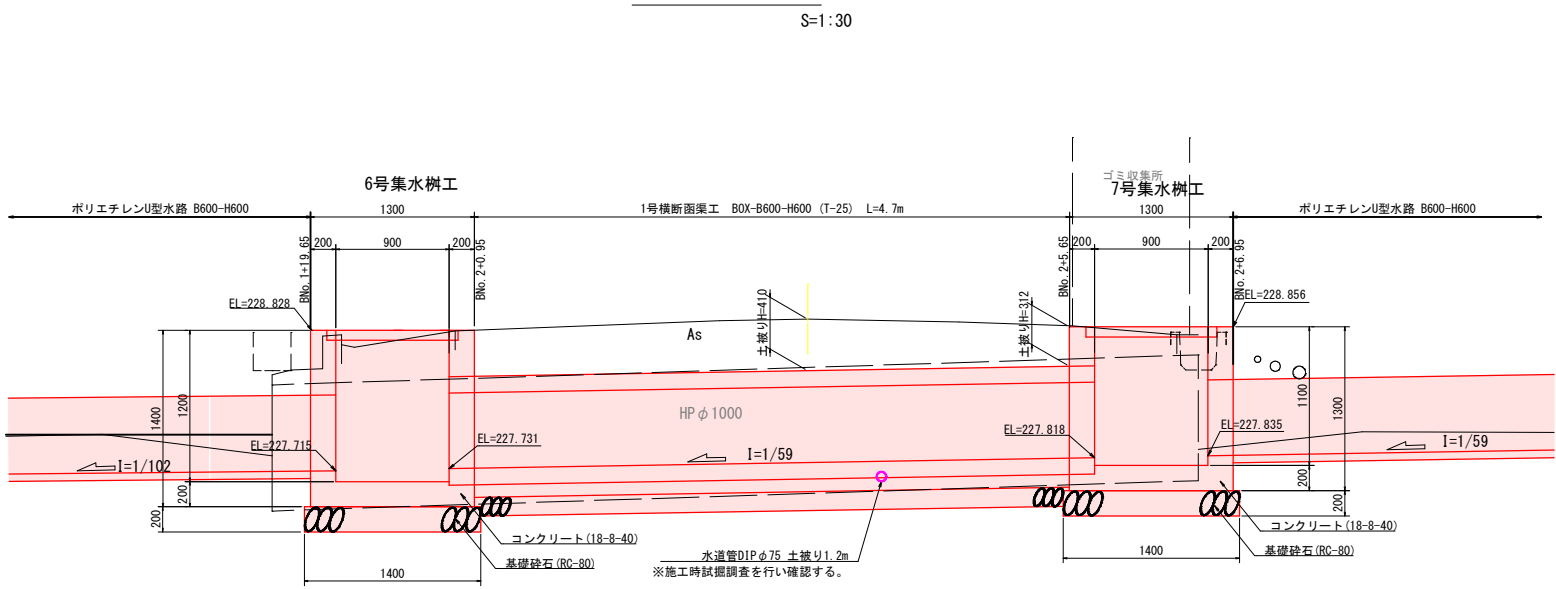 S=1:30
ゴミ収集所
6号集水桝工
7号集水桝工
ポリエチレンU型水路 B600-H600
1300
1号横断函渠工 BOX-B600-H600 (T-25) L=4.7m
1300
ポリエチレンU型水路 B600-H600
BNo.1+19.65
200
900
200
BNo.2+0.95
BNo.2+5.65
200
900
200
BNo.2+6.95
EL=228.828
土被りH=410
土被りH=312
EL=228.856
As
1400
1200
HPφ1000
1100
1300
EL=227.715
EL=227.731
EL=227.818
EL=227.835
I=1/102
I=1/59
I=1/59
200
200
200
200
コンクリート(18-8-40)
コンクリート(18-8-40)
基礎砕石(RC-80)
水道管DIPφ75 土被り1.2m
基礎砕石(RC-80)
※施工時試掘調査を行い確認する。
1400
1400